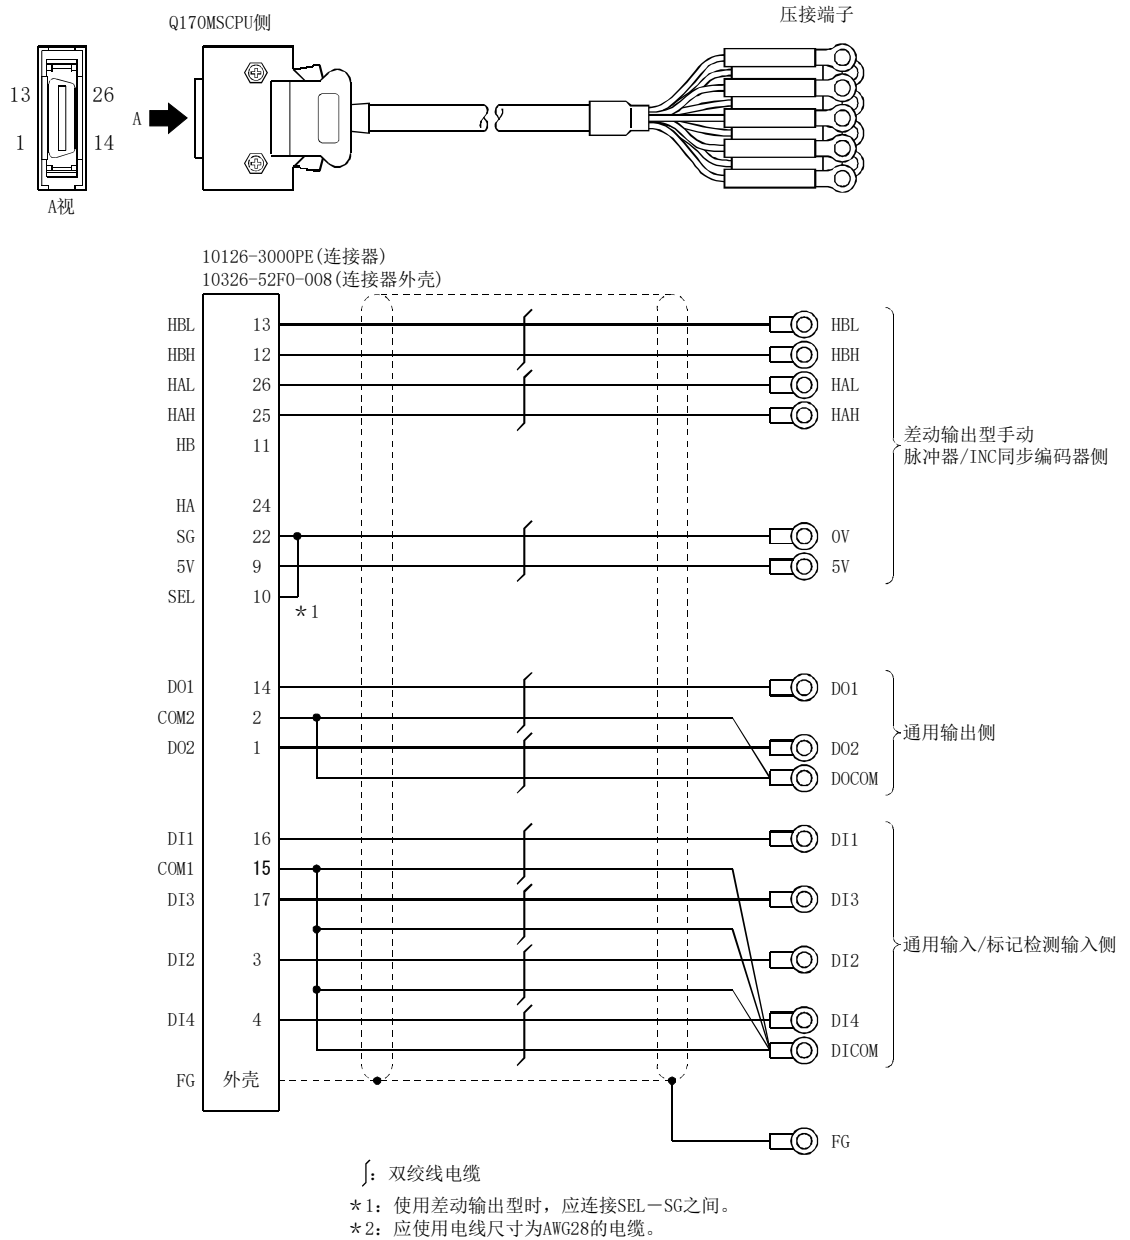 Q170MSCPU侧
压接端子
13
26
1
14
A
A视
10126-3000PE(连接器)
10326-52F0-008(连接器外壳)
HBL 13 HBL
HBH 12 HBH
HAL 26 HAL
HAH 25 HAH
HB 11
差动输出型手动
脉冲器/INC同步编码器侧
HA 24
SG 22 0V
5V 9 5V
SEL 10
*1
DO1 14 DO1
COM2 2
通用输出侧
DO2 1 DO2
DOCOM
DI1 16 DI1
COM1 15
DI3 17 DI3
通用输入/标记检测输入侧
DI2 3 DI2
DI4 4 DI4
DICOM
FG 外壳
FG
∫: 双绞线电缆
*1: 使用差动输出型时，应连接SEL－SG之间。
*2: 应使用电线尺寸为AWG28的电缆。